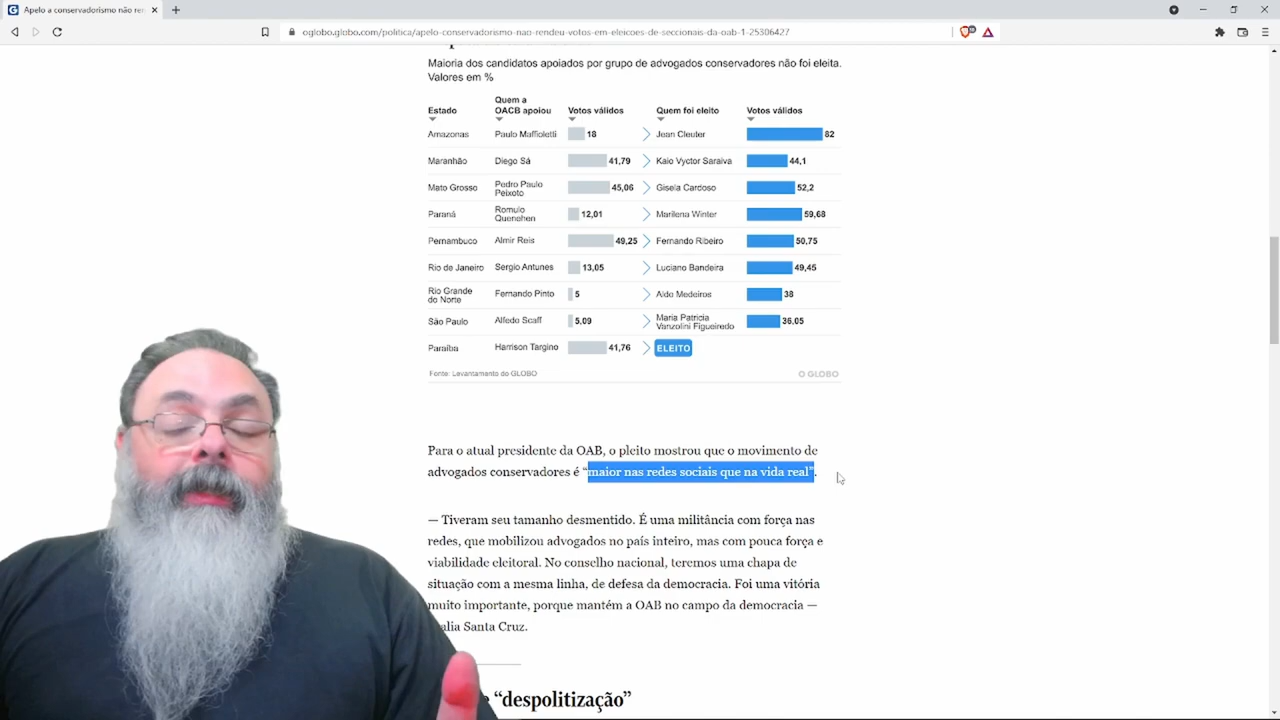 Apelo a conservadorismo não ren
oglobo.globo.com/politica/apelo-conservadorismo-nao-rendeu-votos-em-eleicoes-de-seccionais-da-oab-1-25306427
Maioria dos candidatos apoiados por grupo de advogados conservadores não foi eleita.
Valores em %
Estado
Quem a
OACB apoiou
Votos válidos
Quem foi eleito
Votos válidos
Amazonas Paulo Maffioletti 18 Jean Cleuter 82
Maranhão Diego Sá 41,79 Kaio Vyctor Saraiva 44,1
Mato Grosso Pedro Paulo
Peixoto 45,06 Gisela Cardoso 52,2
Paraná Romulo
Quenehen 12,01 Marilena Winter 59,68
Pernambuco Almir Reis 49,25 Fernando Ribeiro 50,75
Rio de Janeiro Sergio Antunes 13,05 Luciano Bandeira 49,45
Rio Grande
do Norte Fernando Pinto 5 Aldo Medeiros 38
São Paulo Alfedo Scaff 5,09 Maria Patricia
Vanzolini Figueiredo 36,05
Paraíba Harrison Targino 41,76 ELEITO
Fonte: Levantamento do GLOBO O GLOBO
Para o atual presidente da OAB, o pleito mostrou que o movimento de
advogados conservadores é “maior nas redes sociais que na vida real”.
— Tiveram seu tamanho desmentido. É uma militância com força nas
redes, que mobilizou advogados no país inteiro, mas com pouca força e
viabilidade eleitoral. No conselho nacional, teremos uma chapa de
situação com a mesma linha, de defesa da democracia. Foi uma vitória
muito importante, porque mantém a OAB no campo da democracia —
alia Santa Cruz.
“despolitização”